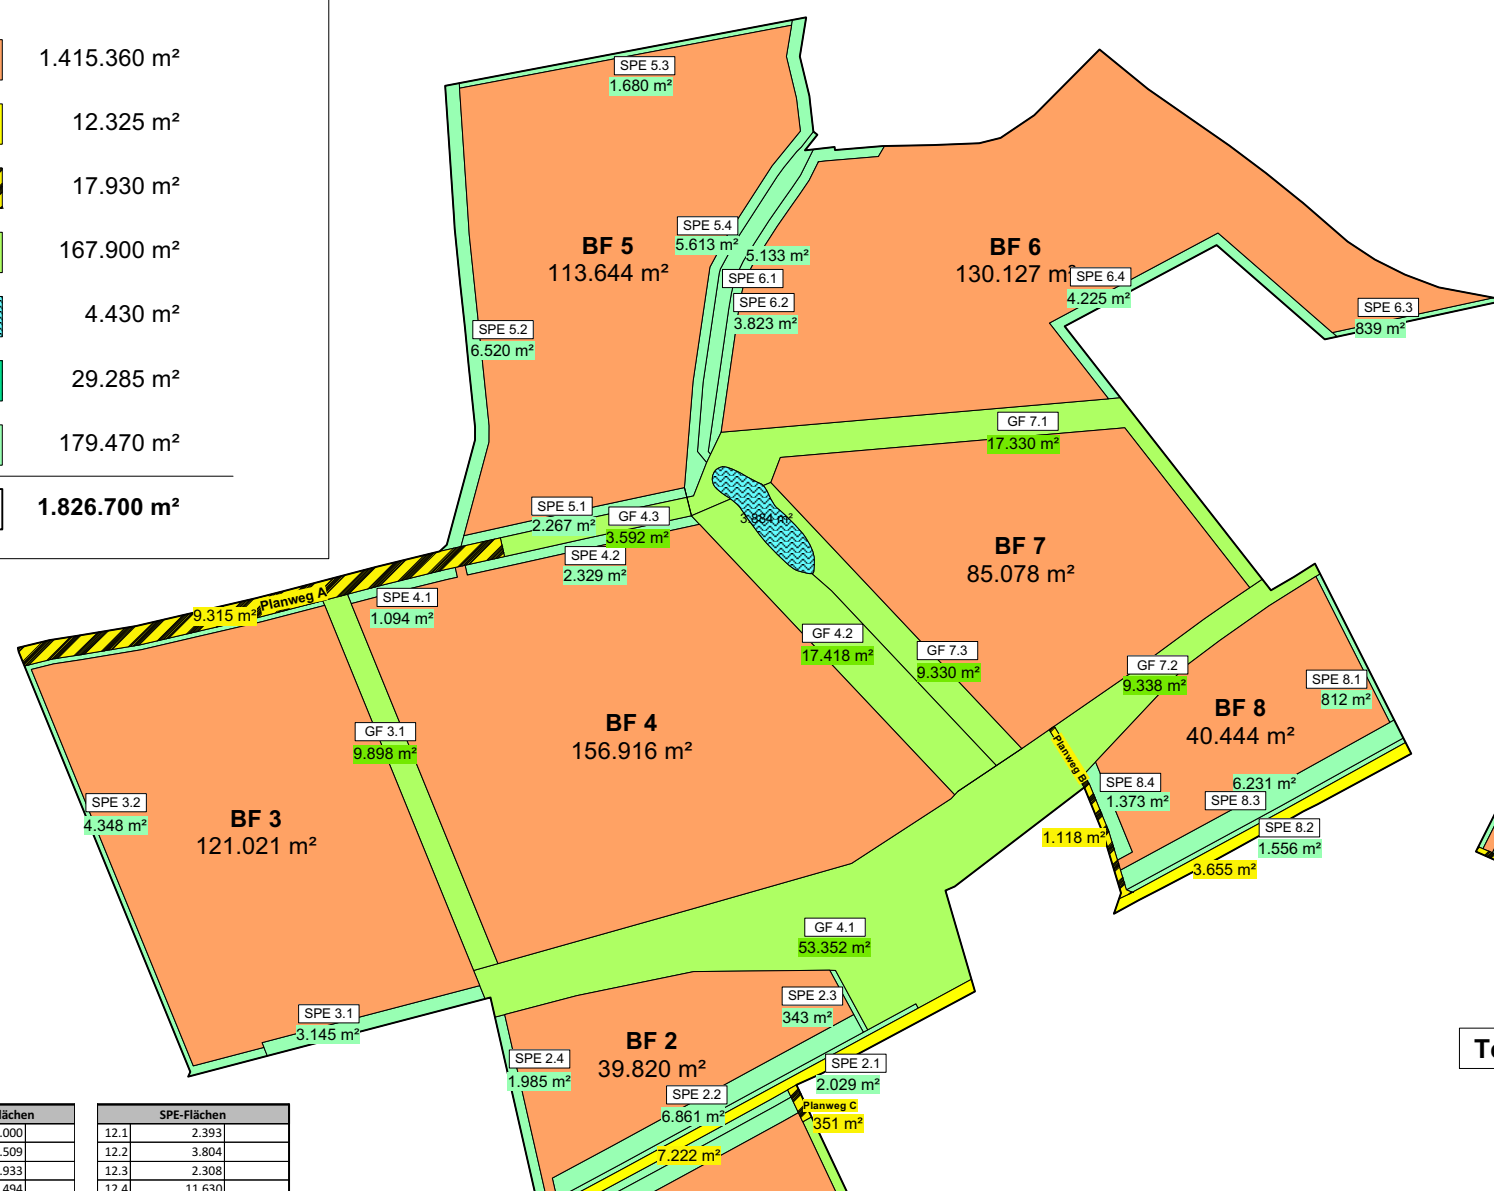 1.415.360 m²
12.325 m²
17.930 m²
167.900 m²
4.430 m²
29.285 m²
179.470 m²
1.826.700 m²
SPE 5.3
1.680 m²
SPE 5.4
5.613 m²
BF 5
113.644 m²
5.133 m²
SPE 6.1
SPE 6.2
3.823 m²
BF 6
130.127 m²
SPE 6.4
4.225 m²
SPE 6.3
839 m²
SPE 5.2
6.520 m²
GF 7.1
17.330 m²
SPE 5.1
2.267 m²
GF 4.3
3.592 m²
3.884 m²
SPE 4.2
2.329 m²
BF 7
85.078 m²
Planweg A
9.315 m²
SPE 4.1
1.094 m²
GF 4.2
17.418 m²
GF 7.3
9.330 m²
GF 7.2
9.338 m²
SPE 8.1
812 m²
BF 8
40.444 m²
GF 3.1
9.898 m²
BF 4
156.916 m²
Planweg B
SPE 8.4
1.373 m²
6.231 m²
SPE 8.3
SPE 3.2
4.348 m²
BF 3
121.021 m²
1.118 m²
SPE 8.2
1.556 m²
3.655 m²
GF 4.1
53.352 m²
SPE 2.3
343 m²
SPE 3.1
3.145 m²
BF 2
39.820 m²
SPE 2.4
1.985 m²
SPE 2.1
2.029 m²
SPE 2.2
6.861 m²
Planweg C
351 m²
7.222 m²
Te
lächen
.000
.509
.933
.494
SPE-Flächen
12.1 2.393
12.2 3.804
12.3 2.308
12.4 11.630